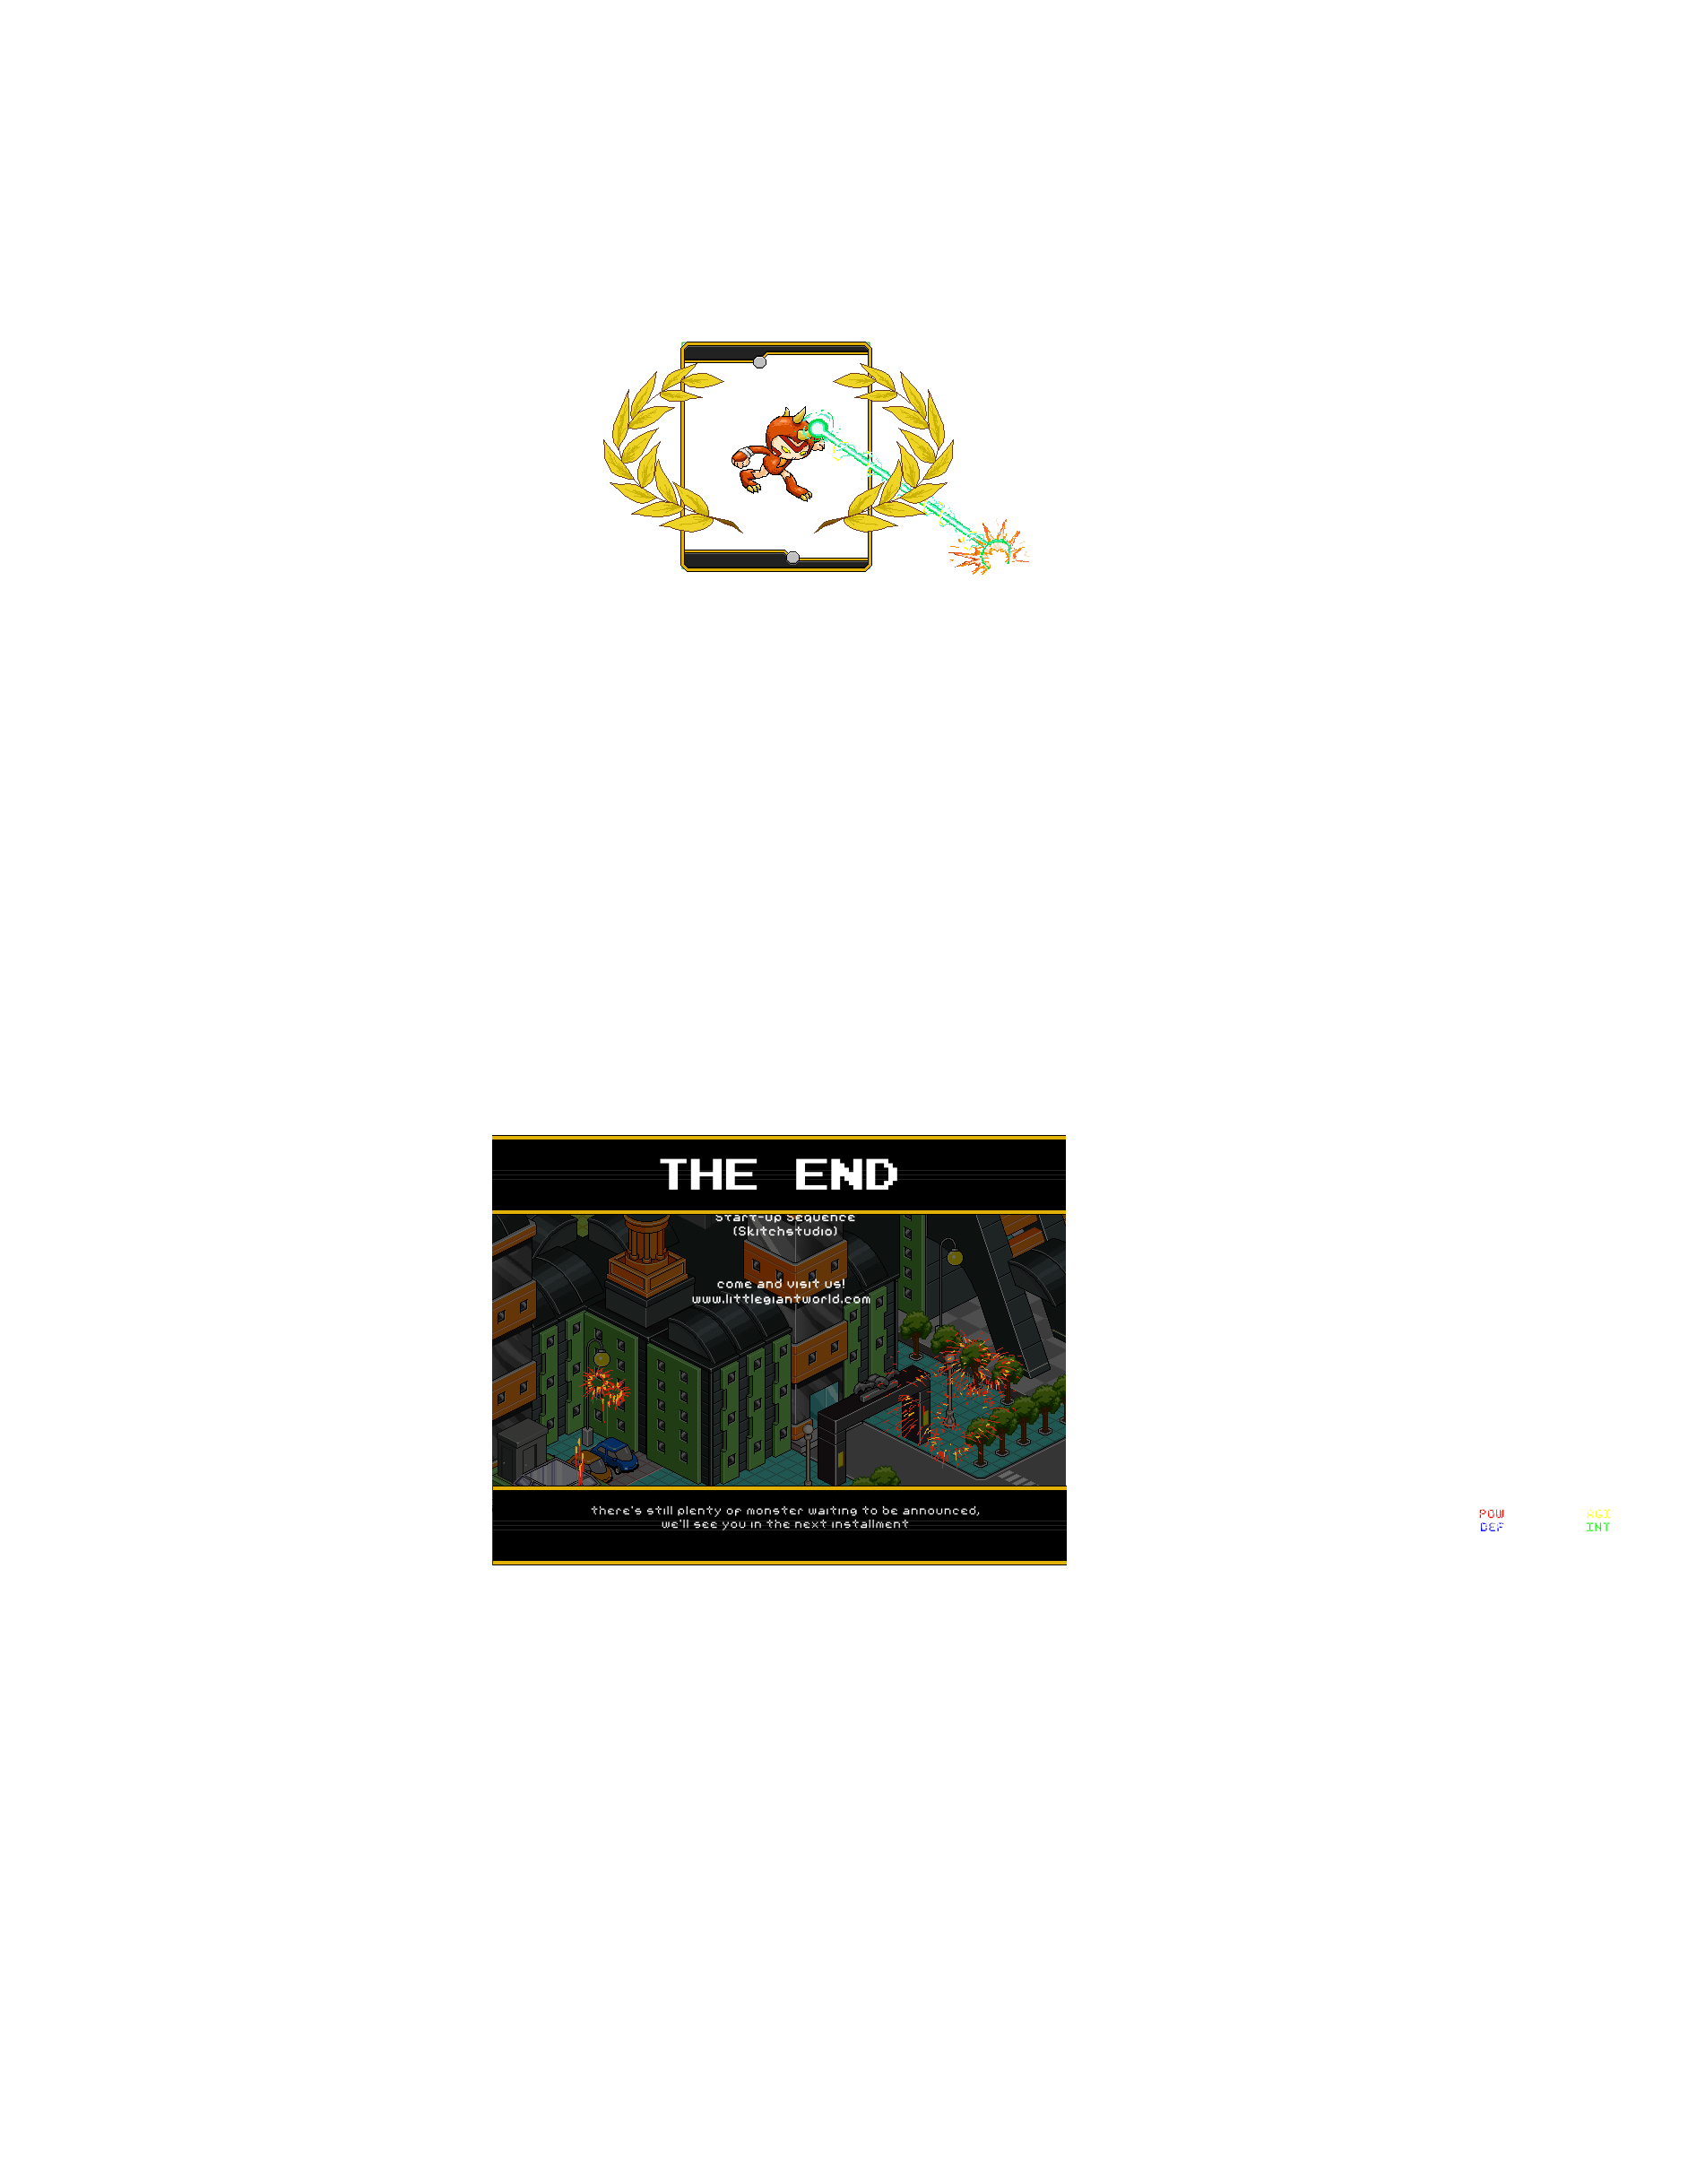 THE END
Start-up Sequence
(Skitchstudio)
come and visit us!
www.littlegiantworld.com
there's still plenty of monster waiting to be announced,
we'll see you in the next installment
POW AGI
DEF INT